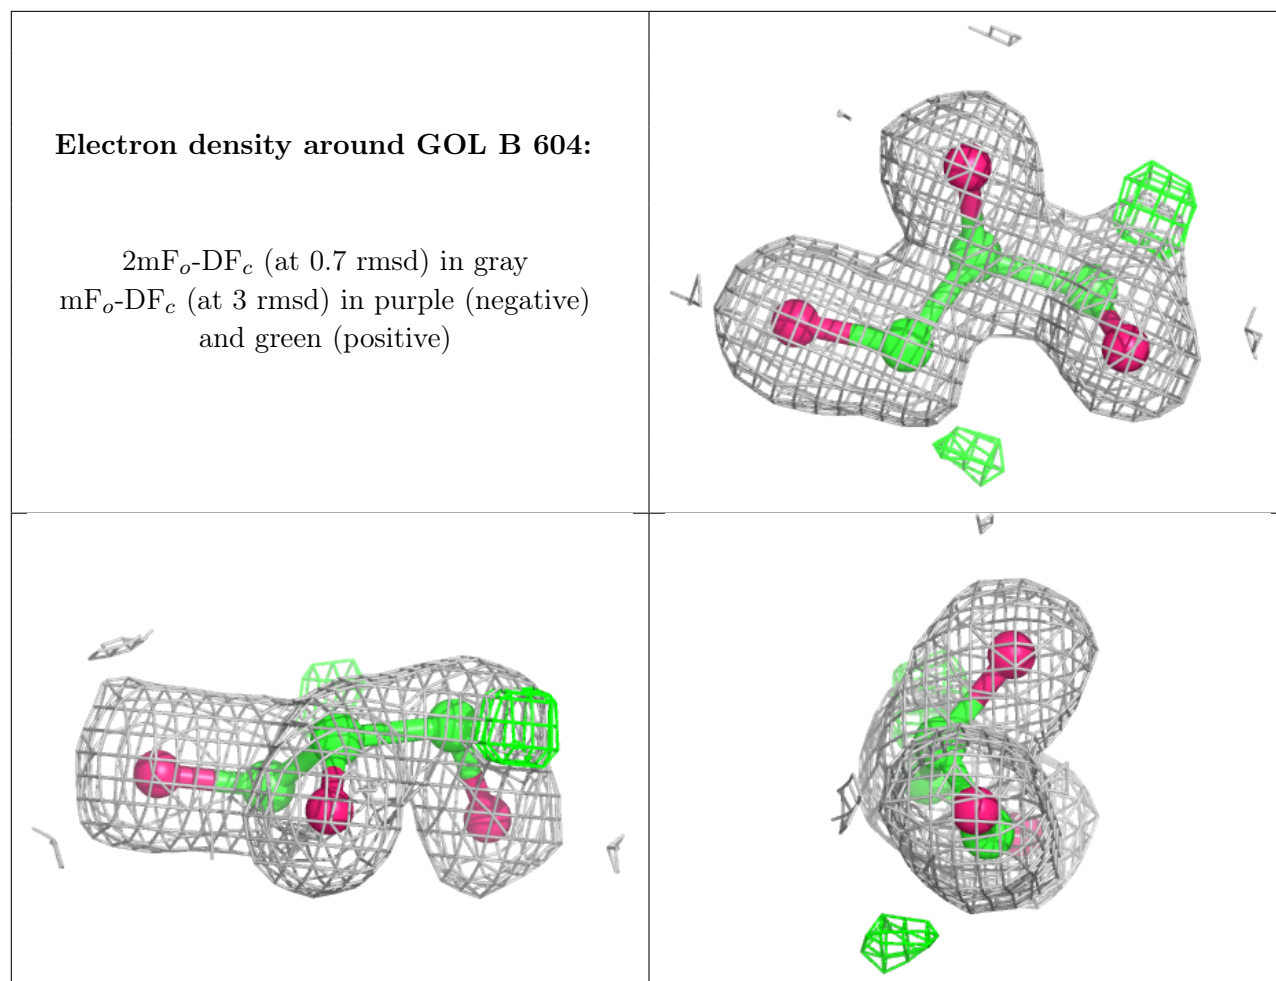 Electron density around GOL B 604:
2mFₒ-DF𝒸 (at 0.7 rmsd) in gray
mFₒ-DF𝒸 (at 3 rmsd) in purple (negative)
and green (positive)